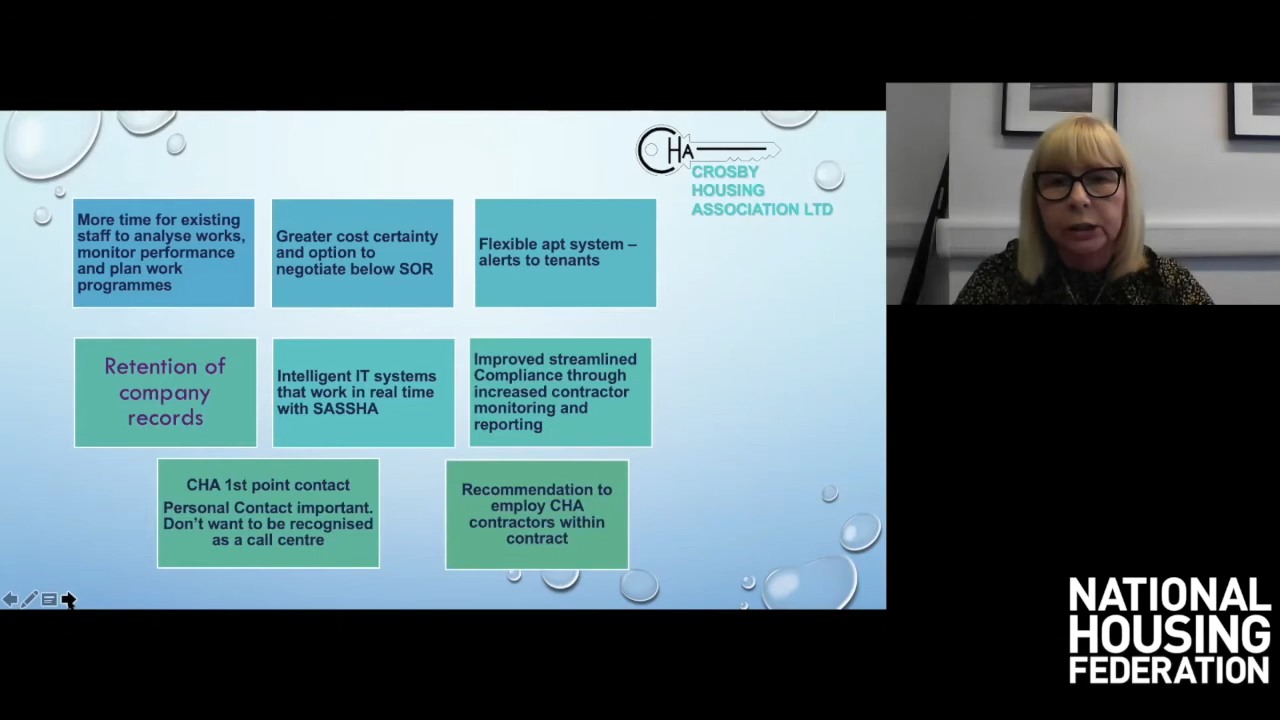 CHA
CROSBY
HOUSING
ASSOCIATION LTD
More time for existing
staff to analyse works,
monitor performance
and plan work
programmes
Greater cost certainty
and option to
negotiate below SOR
Flexible apt system –
alerts to tenants
Retention of
company
records
Intelligent IT systems
that work in real time
with SASSHA
Improved streamlined
Compliance through
increased contractor
monitoring and
reporting
CHA 1st point contact
Personal Contact important.
Don’t want to be recognised
as a call centre
Recommendation to
employ CHA
contractors within
contract
NATIONAL
HOUSING
FEDERATION